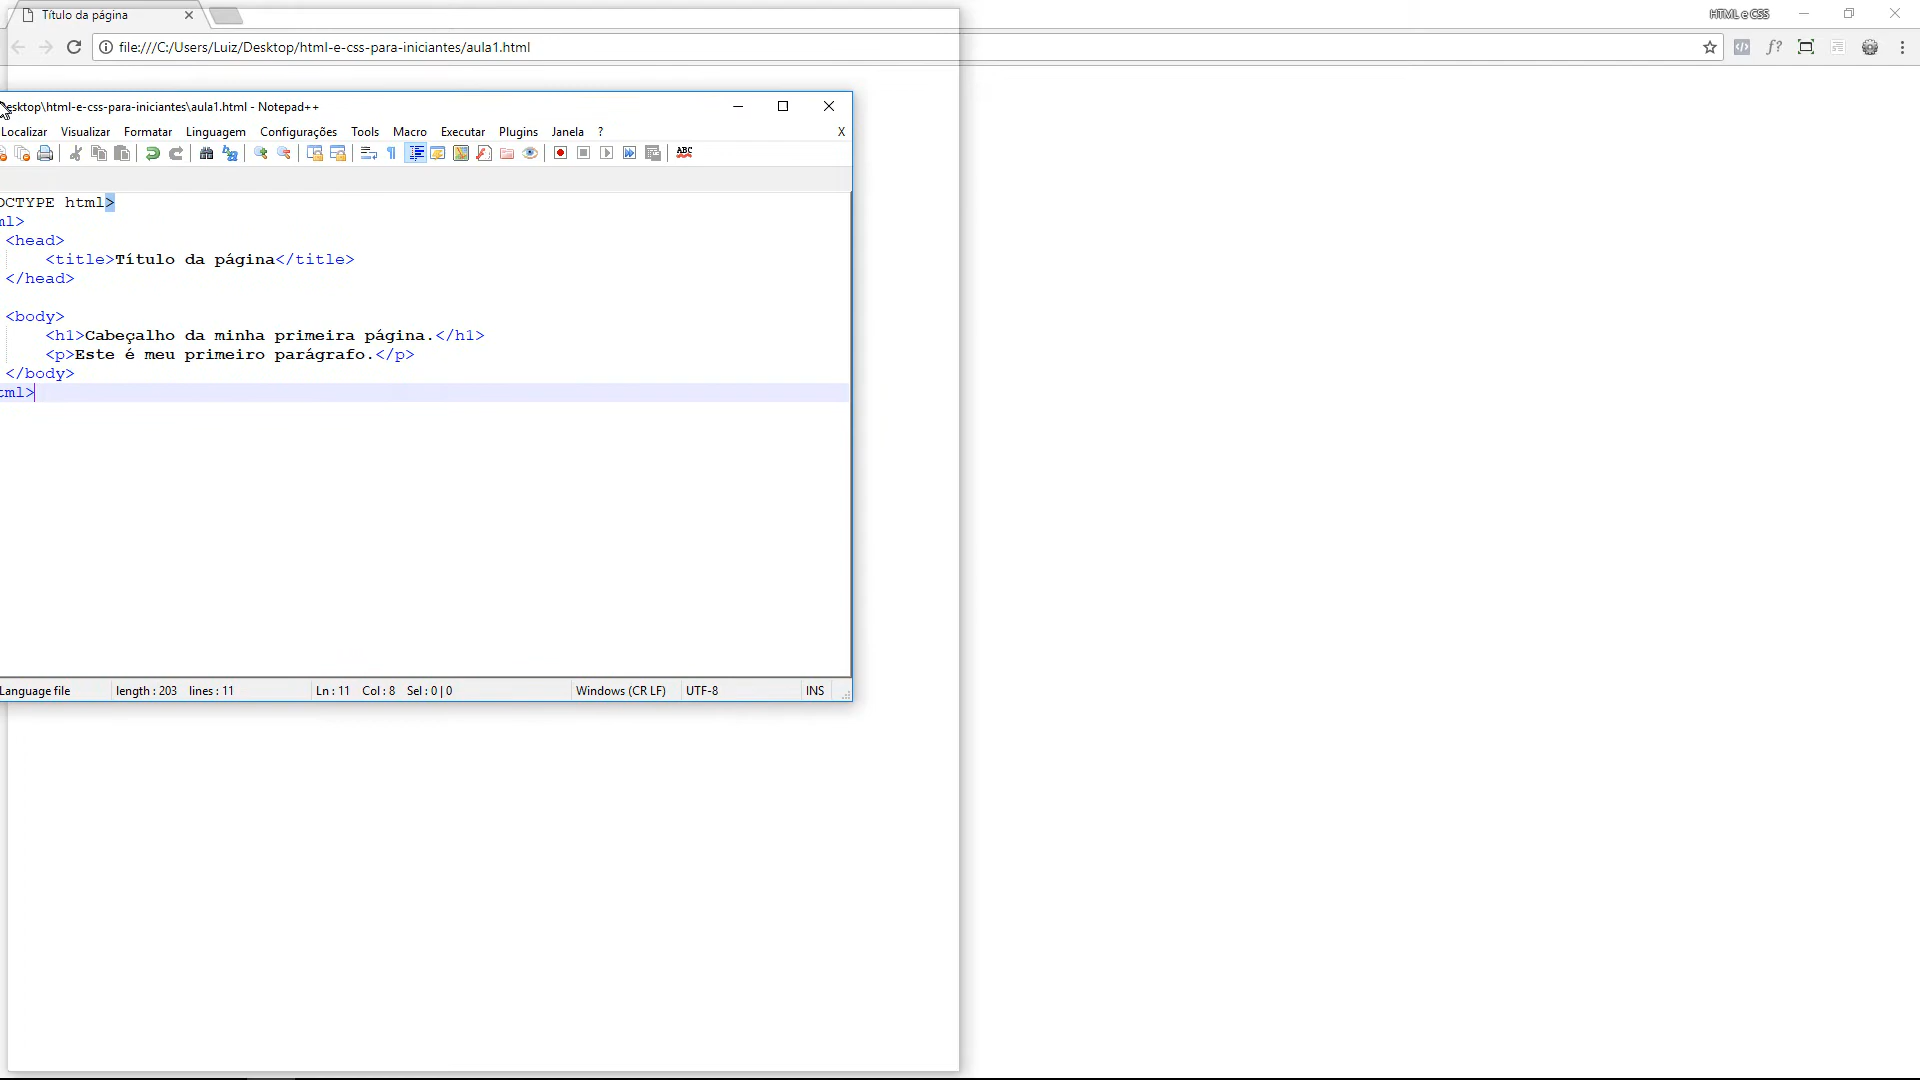 Título da página
HTML e CSS
file:///C:/Users/Luiz/Desktop/html-e-css-para-iniciantes/aula1.html
f?
esktop\html-e-css-para-iniciantes\aula1.html - Notepad++
Localizar Visualizar Formatar Linguagem Configurações Tools Macro Executar Plugins Janela ? X
ABC
OCTYPE html>
ml>
<head>
<title>Título da página</title>
</head>
<body>
<h1>Cabeçalho da minha primeira página.</h1>
<p>Este é meu primeiro parágrafo.</p>
</body>
tml>
Language file length : 203 lines : 11 Ln : 11 Col : 8 Sel : 0 | 0 Windows (CR LF) UTF-8 INS